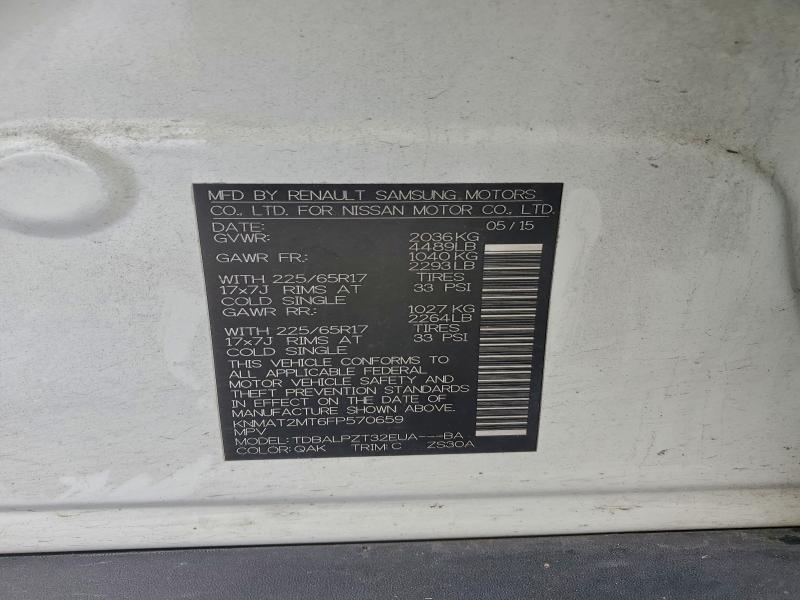 MFD BY RENAULT SAMSUNG MOTORS
CO., LTD. FOR NISSAN MOTOR CO., LTD.
DATE: 05/15
GVWR: 2036KG
4489LB
GAWR FR.: 1040 KG
2293LB
WITH 225/65R17 TIRES
17x7J RIMS AT 33 PSI
COLD SINGLE
GAWR RR.: 1027 KG
2264LB
WITH 225/65R17 TIRES
17x7J RIMS AT 33 PSI
COLD SINGLE
THIS VEHICLE CONFORMS TO
ALL APPLICABLE FEDERAL
MOTOR VEHICLE SAFETY AND
THEFT PREVENTION STANDARDS
IN EFFECT ON THE DATE OF
MANUFACTURE SHOWN ABOVE.
KNMAT2MT6FP570659
MPV
MODEL: TDBALPZT32EUA---BA
COLOR: QAK TRIM: C ZS30A